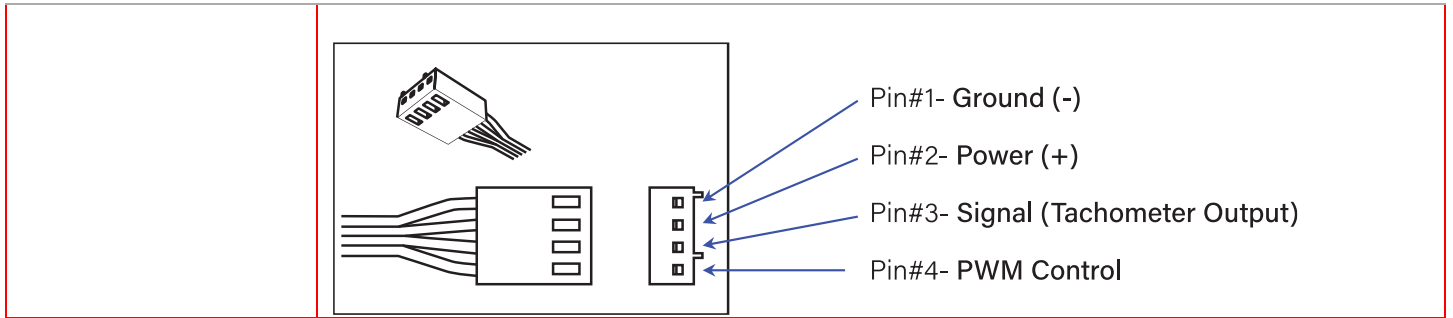 Pin#1- Ground (-)
Pin#2- Power (+)
Pin#3- Signal (Tachometer Output)
Pin#4- PWM Control